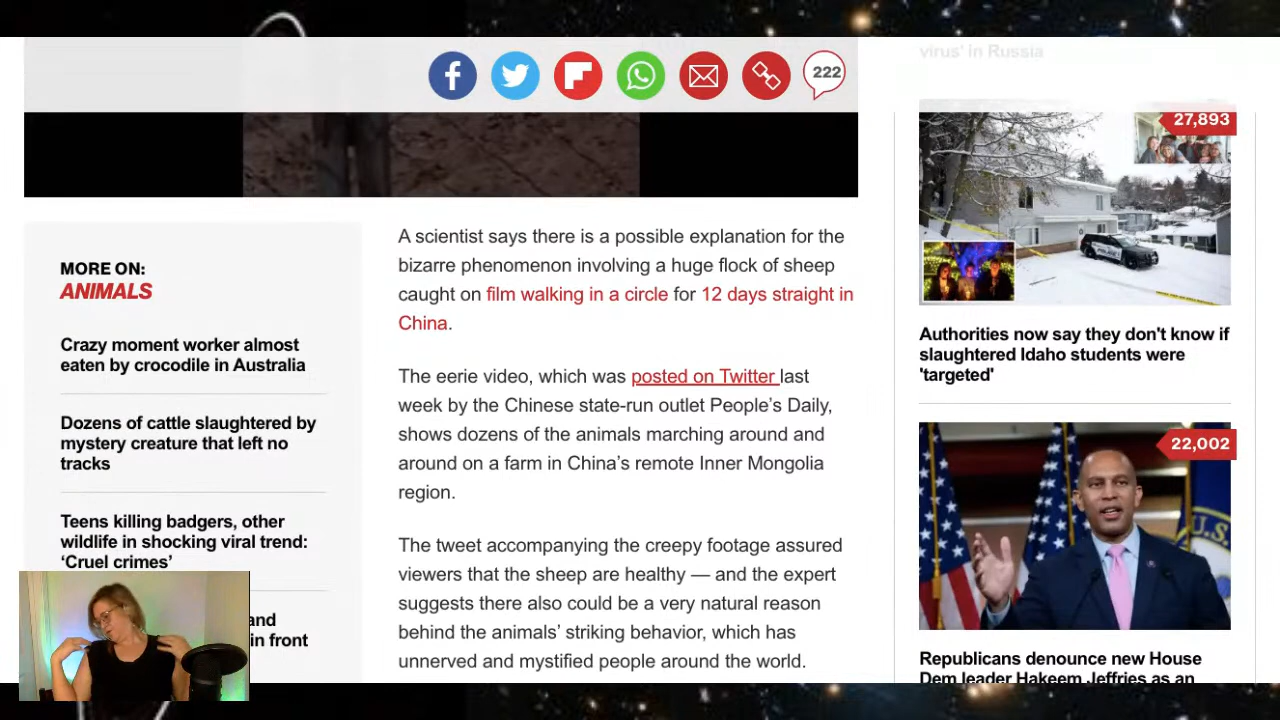 222
virus' in Russia
27,893
MORE ON:
ANIMALS
Crazy moment worker almost
eaten by crocodile in Australia
Dozens of cattle slaughtered by
mystery creature that left no
tracks
Teens killing badgers, other
wildlife in shocking viral trend:
‘Cruel crimes’
and
in front
A scientist says there is a possible explanation for the
bizarre phenomenon involving a huge flock of sheep
caught on film walking in a circle for 12 days straight in
China.
The eerie video, which was posted on Twitter last
week by the Chinese state-run outlet People’s Daily,
shows dozens of the animals marching around and
around on a farm in China’s remote Inner Mongolia
region.
The tweet accompanying the creepy footage assured
viewers that the sheep are healthy — and the expert
suggests there also could be a very natural reason
behind the animals’ striking behavior, which has
unnerved and mystified people around the world.
Authorities now say they don't know if
slaughtered Idaho students were
'targeted'
22,002
U.S.
Republicans denounce new House
Dem leader Hakeem Jeffries as an